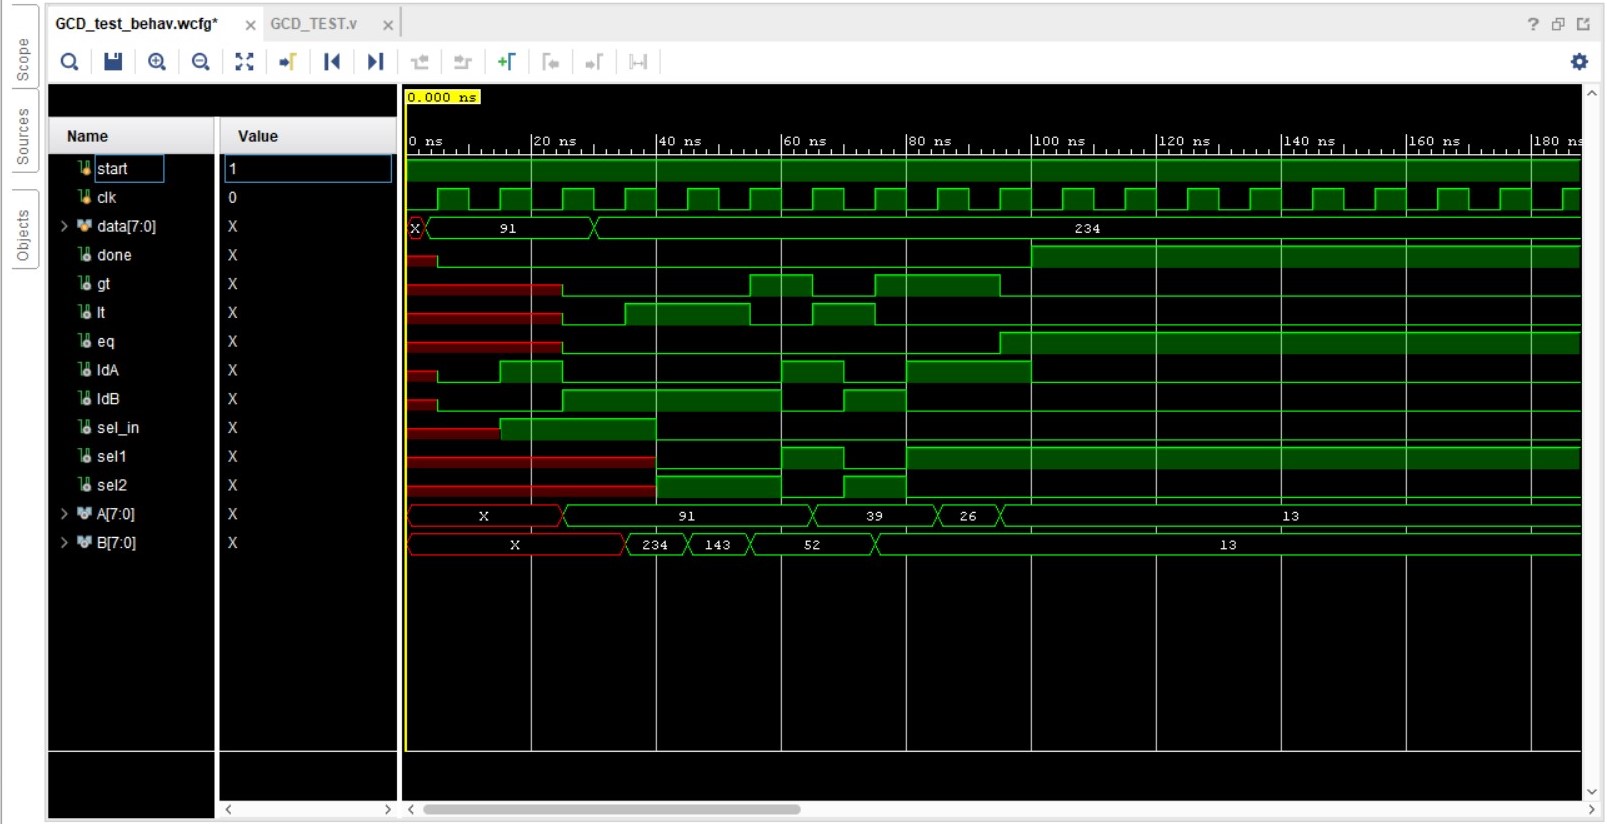 GCD_test_behav.wcfg* × GCD_TEST.v ×
Scope
Sources
Objects
0.000 ns
Name Value
0 ns 20 ns 40 ns 60 ns 80 ns 100 ns 120 ns 140 ns 160 ns 180 ns
start 1
clk 0
data[7:0] X X 91 234
done X
gt X
lt X
eq X
ldA X
ldB X
sel_in X
sel1 X
sel2 X
A[7:0] X X 91 39 26 13
B[7:0] X X 234 143 52 13